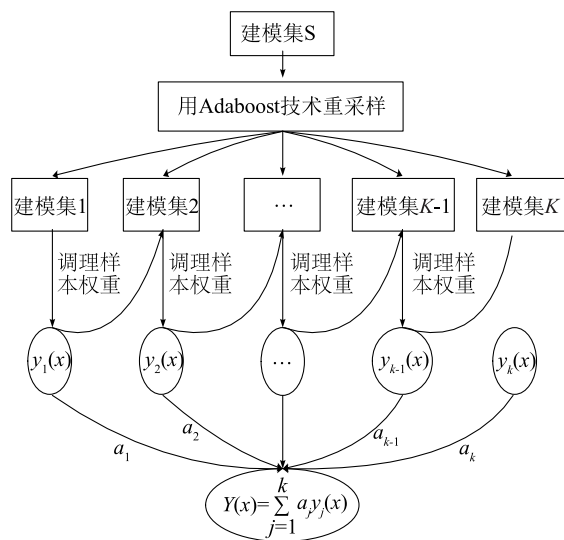 建模集S
用Adaboost技术重采样
建模集1
建模集2
…
建模集K-1
建模集K
调理样
本权重
调理样
本权重
调理样
本权重
调理样
本权重
y₁(x)
y₂(x)
…
yₖ₋₁(x)
yₖ(x)
a₁
a₂
aₖ₋₁
aₖ
Y(x)=∑ⱼ₌₁ᵏ aⱼyⱼ(x)